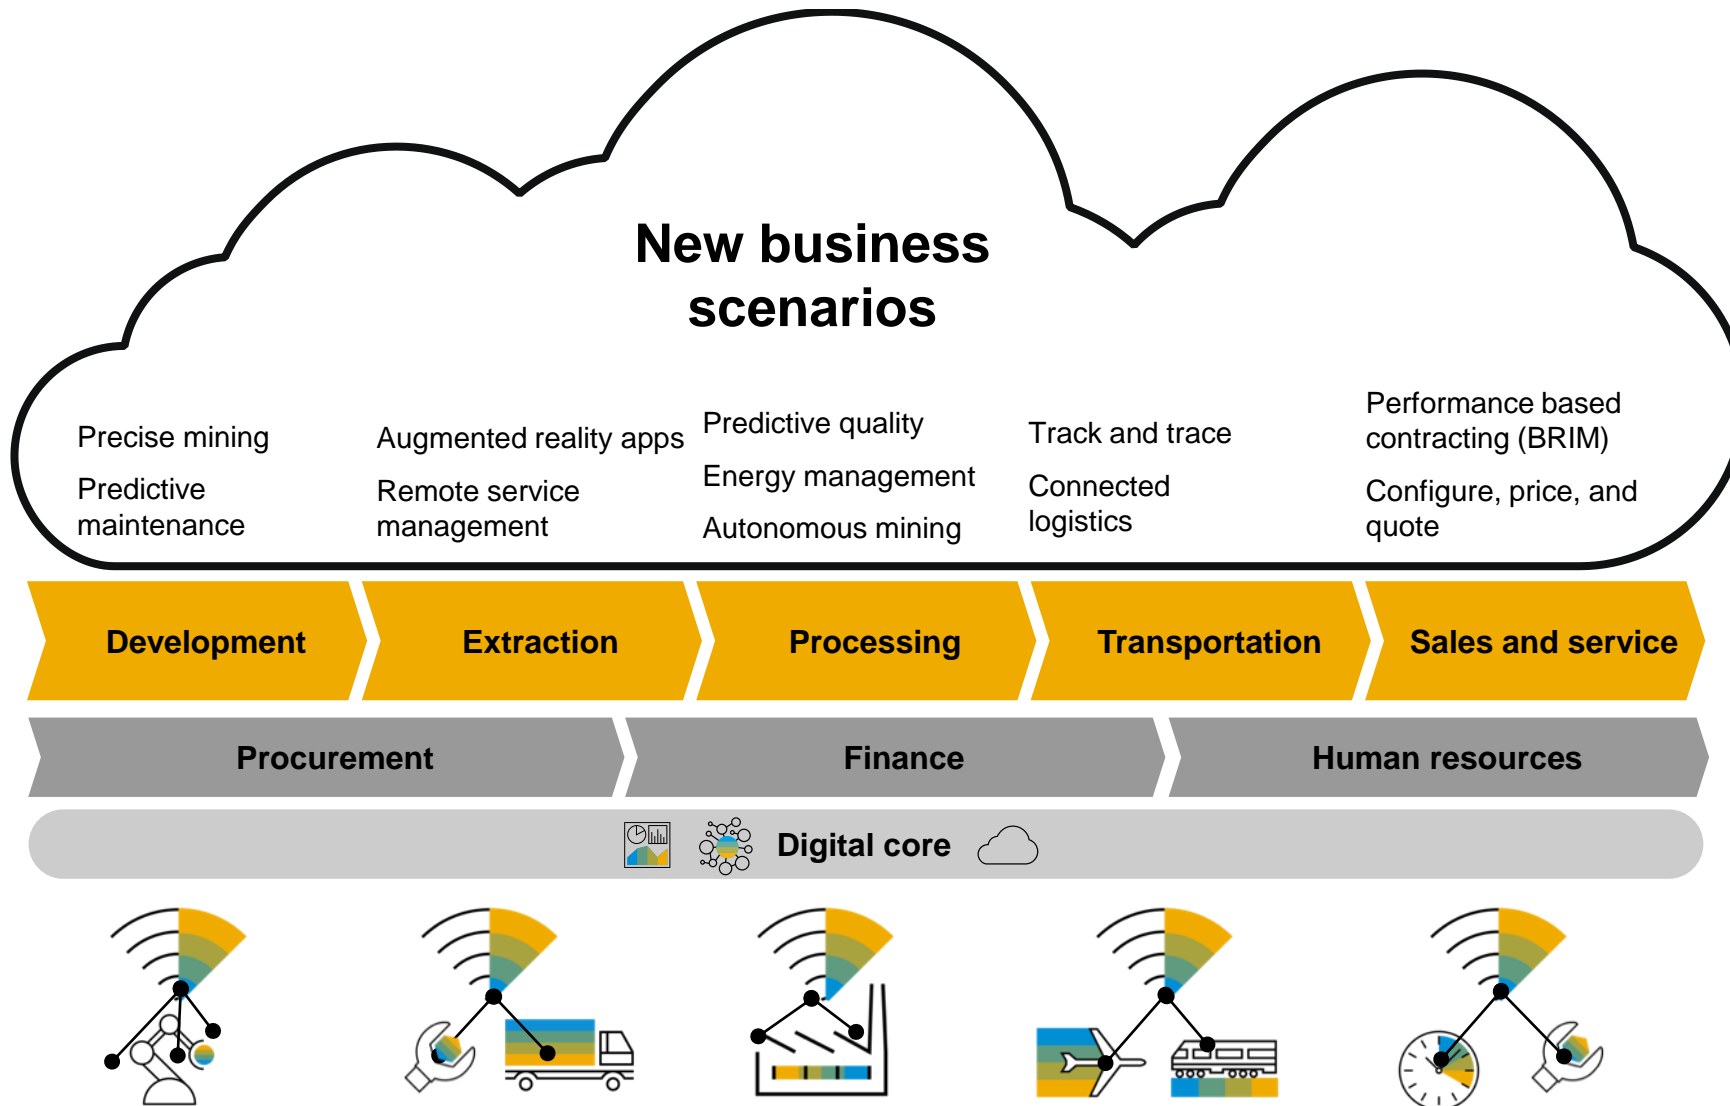 New business
scenarios
Precise mining
Predictive
maintenance
Augmented reality apps
Remote service
management
Predictive quality
Energy management
Autonomous mining
Track and trace
Connected
logistics
Performance based
contracting (BRIM)
Configure, price, and
quote
Development
Extraction
Processing
Transportation
Sales and service
Procurement
Finance
Human resources
Digital core